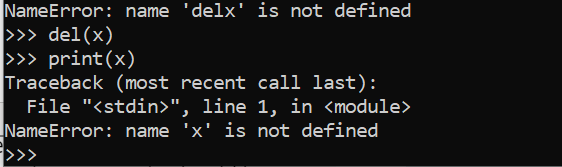 NameError: name 'delx' is not defined
>>> del(x)
>>> print(x)
Traceback (most recent call last):
  File "<stdin>", line 1, in <module>
NameError: name 'x' is not defined
>>>